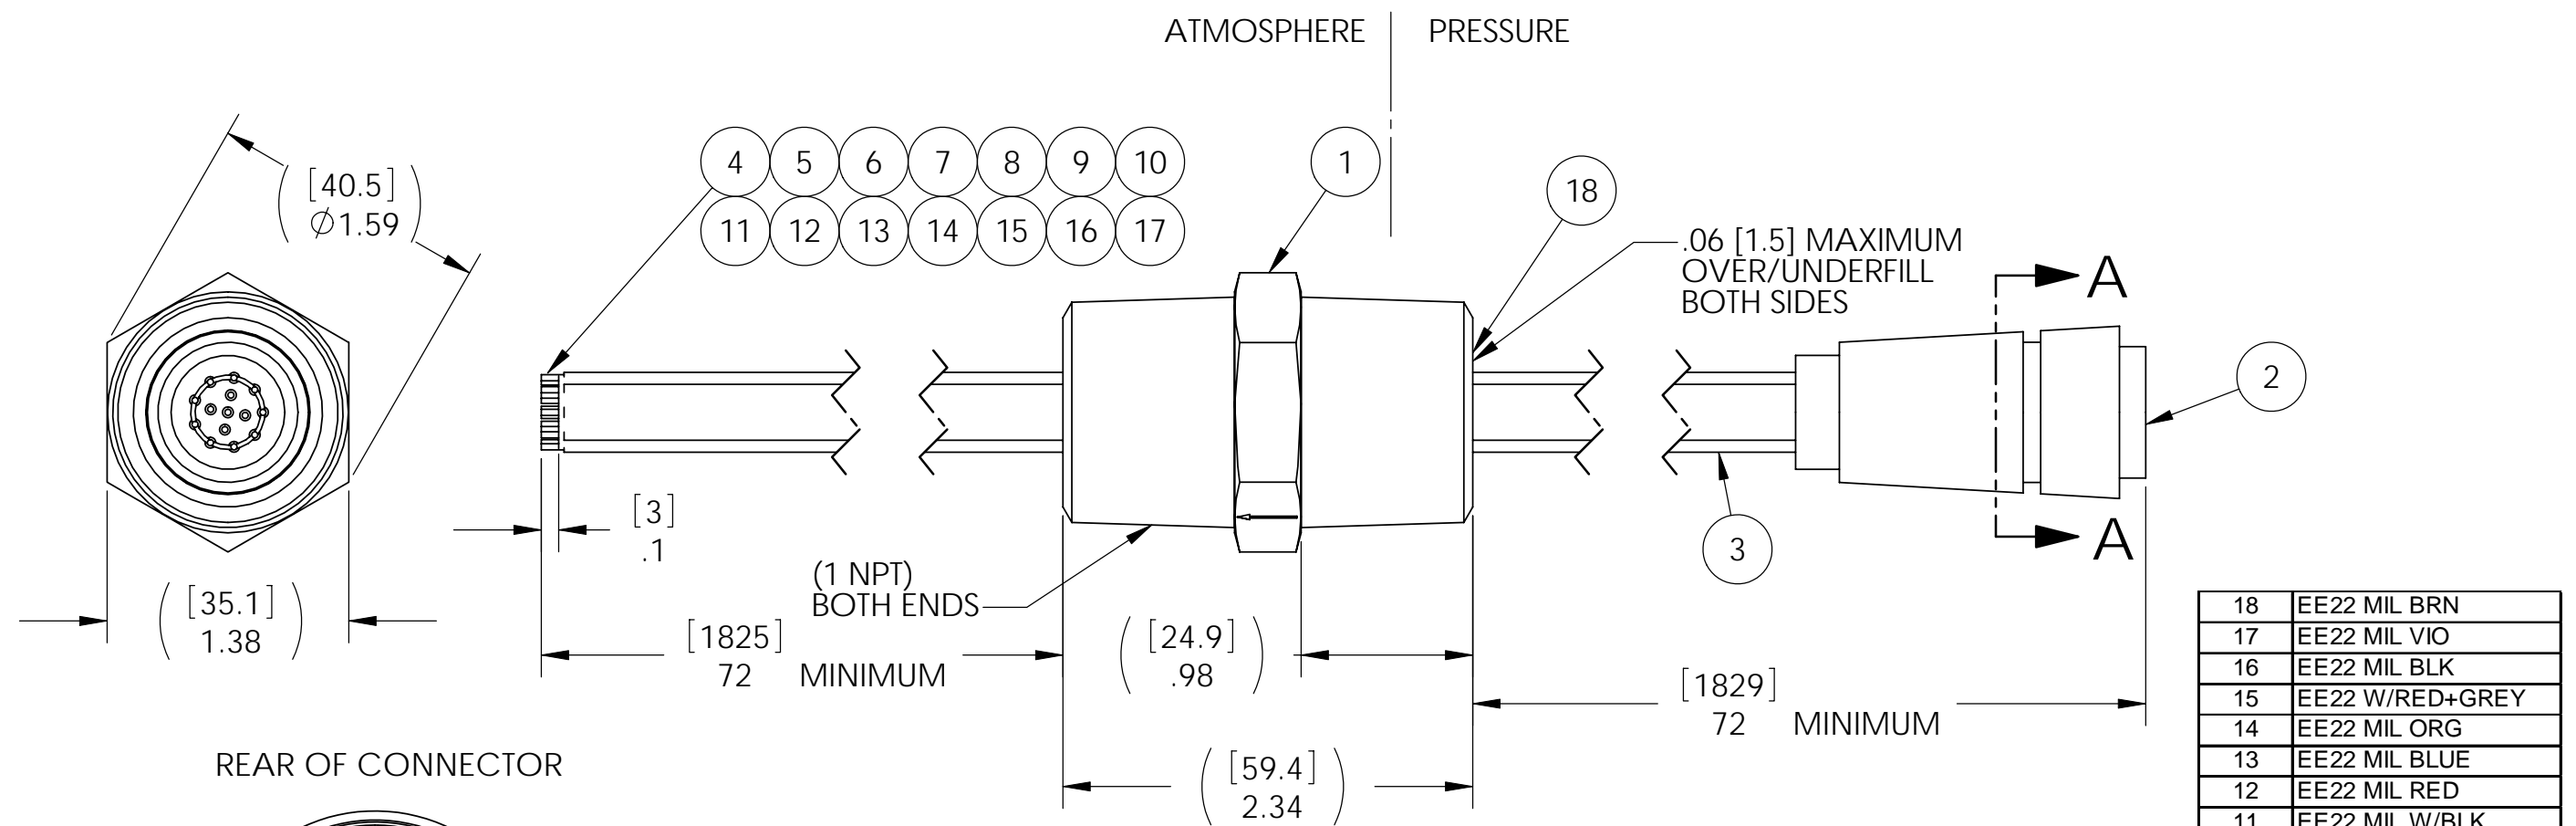 ATMOSPHERE PRESSURE
[40.5]
∅1.59
4 5 6 7 8 9 10
11 12 13 14 15 16 17
1
18
.06 [1.5] MAXIMUM
OVER/UNDERFILL
BOTH SIDES
A
2
A
3
[3]
.1
(1 NPT)
BOTH ENDS
[35.1]
1.38
[1825]
72 MINIMUM
[24.9]
.98
[1829]
72 MINIMUM
[59.4]
2.34
REAR OF CONNECTOR
18 EE22 MIL BRN
17 EE22 MIL VIO
16 EE22 MIL BLK
15 EE22 W/RED+GREY
14 EE22 MIL ORG
13 EE22 MIL BLUE
12 EE22 MIL RED
11 EE22 MIL W/BLK